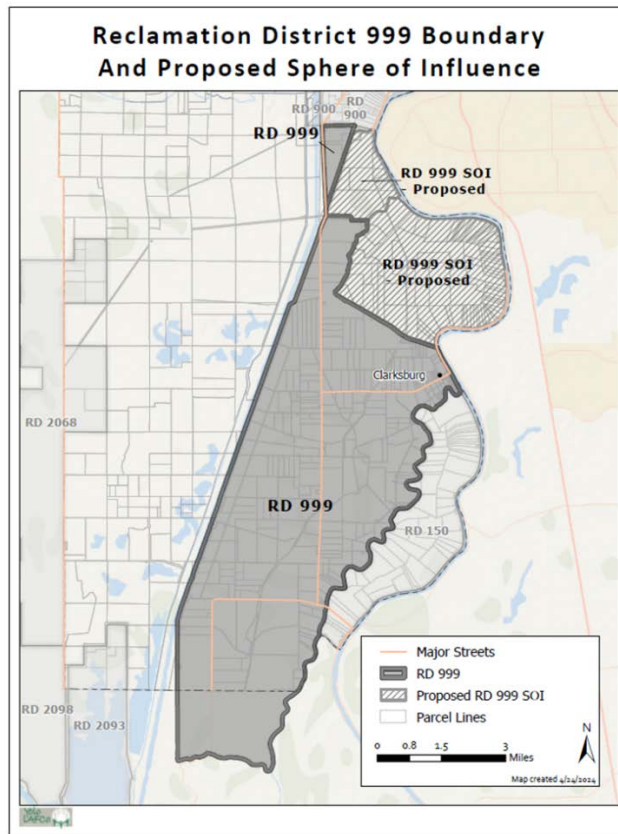 Reclamation District 999 Boundary
And Proposed Sphere of Influence
RD 900
RD
900
RD 999
RD 999 SOI
- Proposed
RD 999 SOI
- Proposed
Clarksburg
RD 2068
RD 999
RD 150
RD 2098
RD 2093
Major Streets
RD 999
Proposed RD 999 SOI
Parcel Lines
N
0 0.8 1.5 3
Miles
Map created 4/24/2024
Yolo
LAFCo